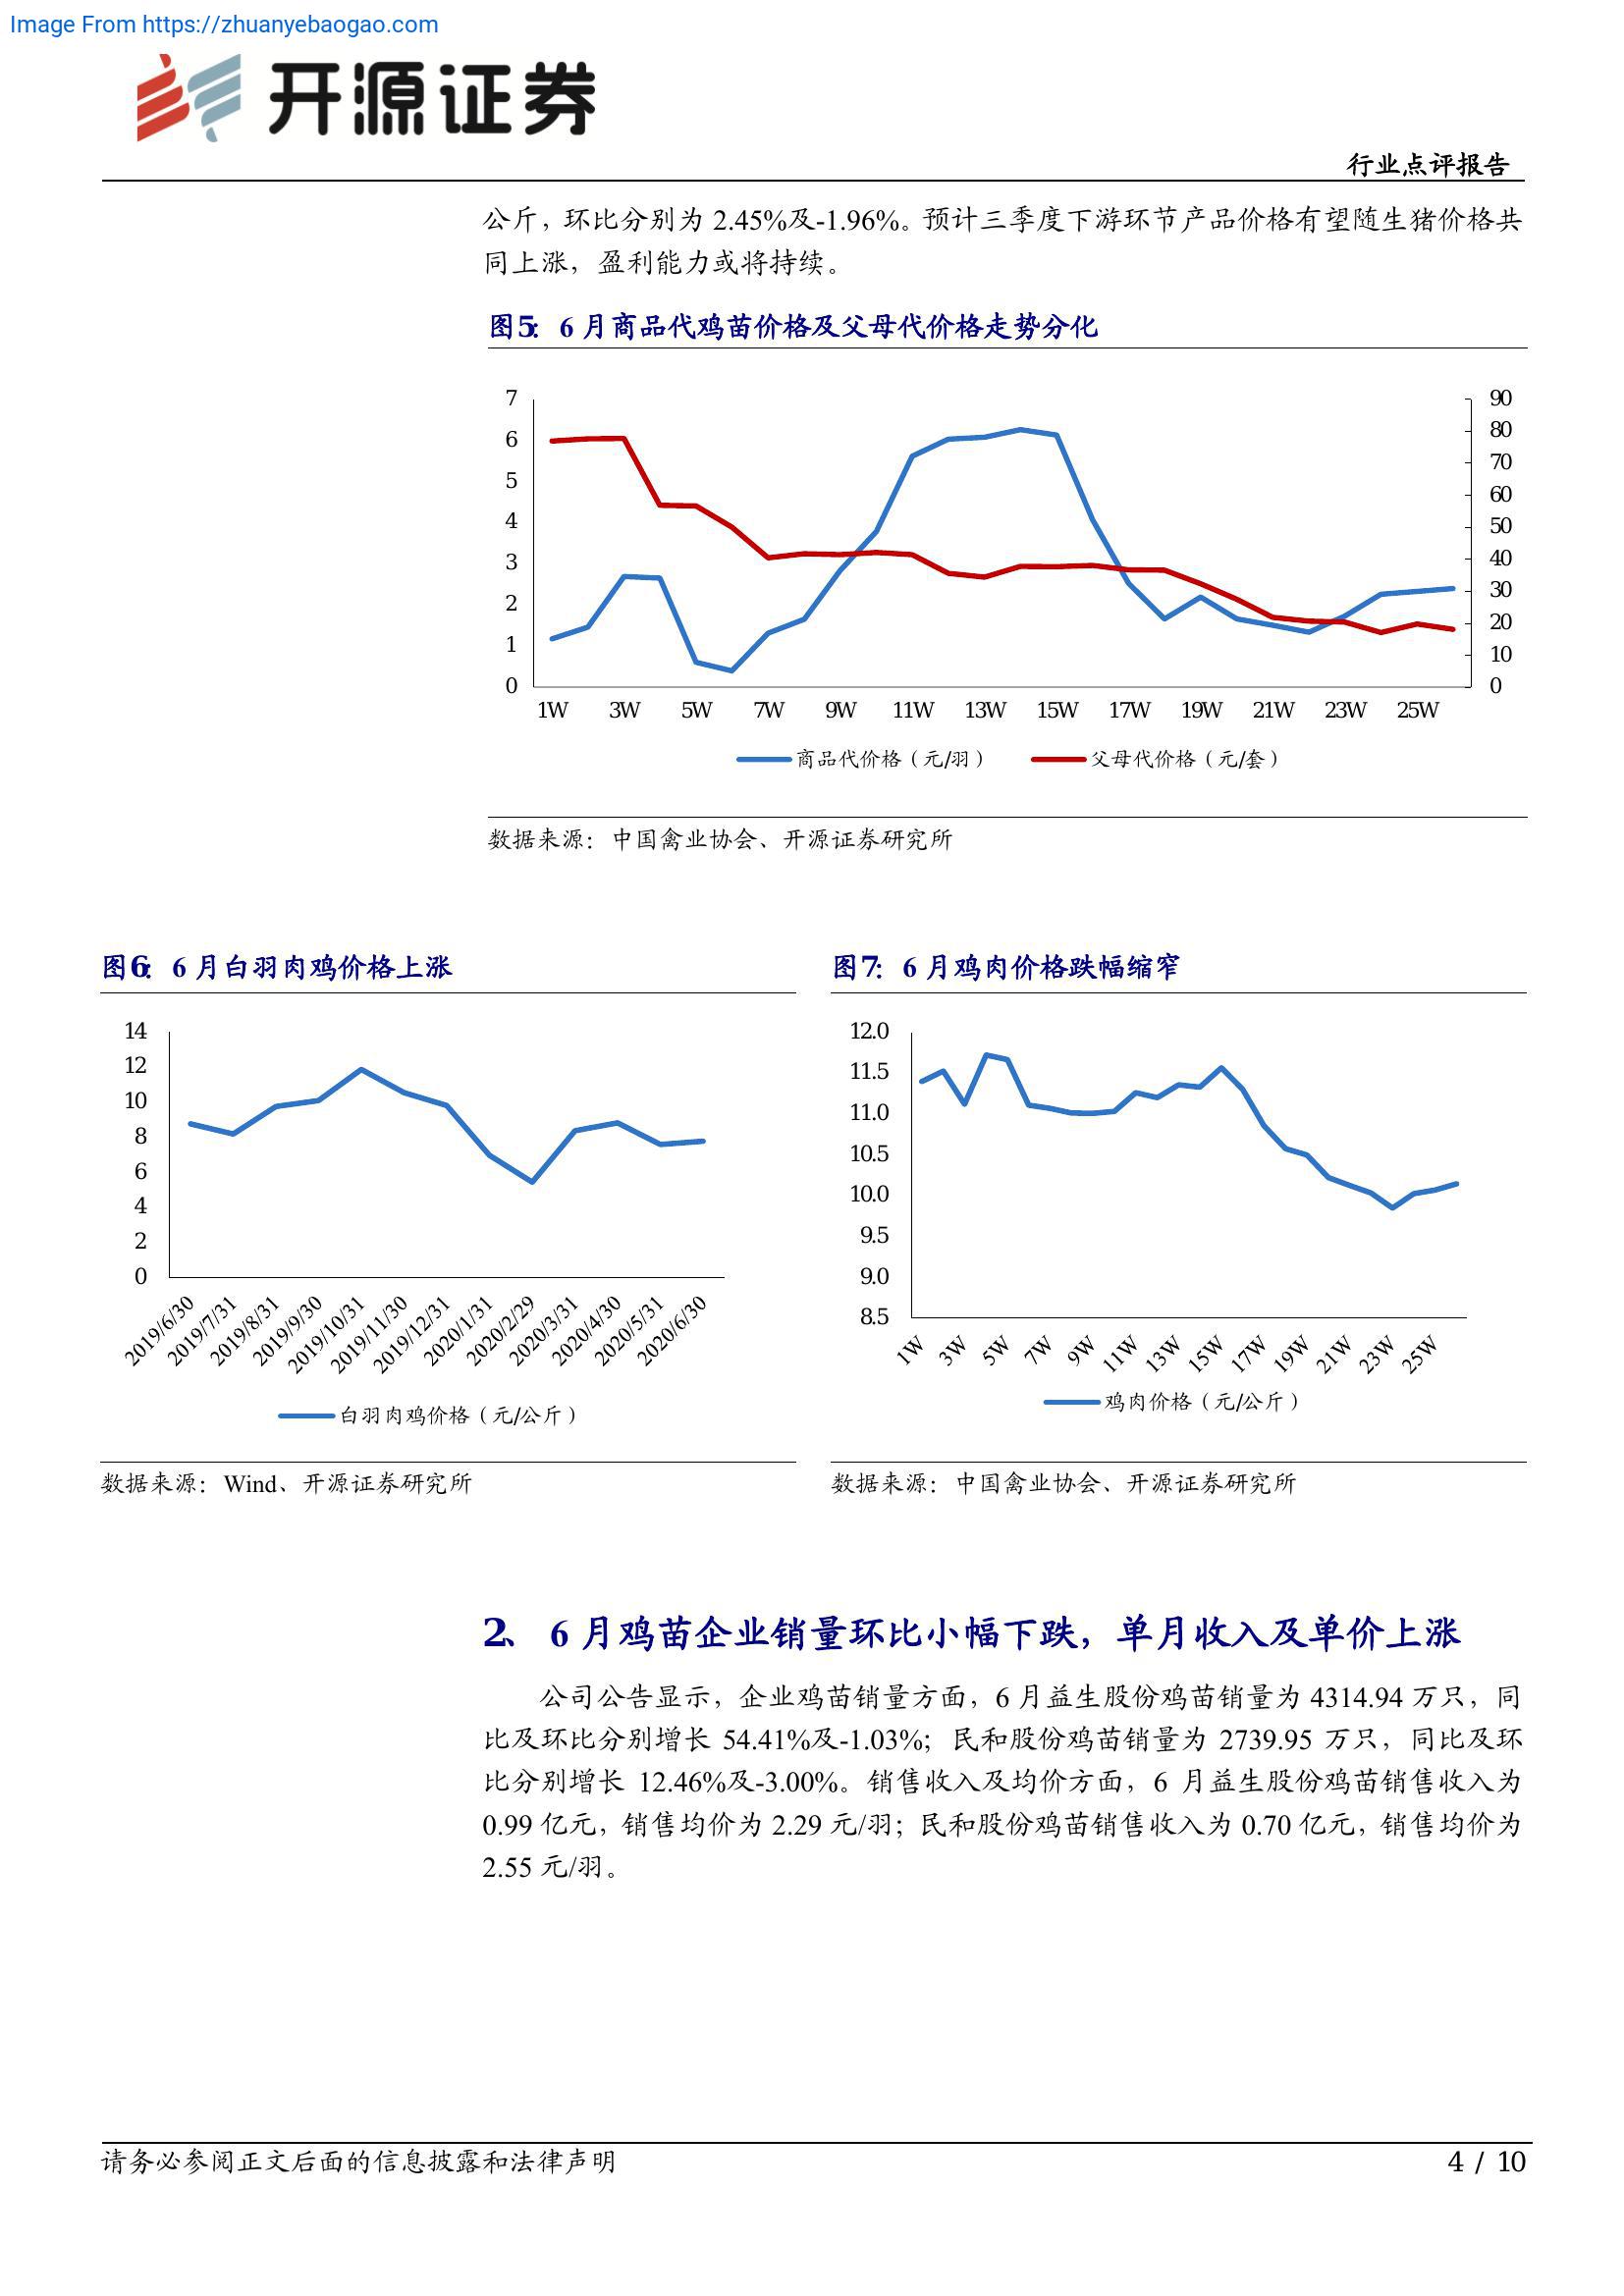 Image From https://zhuanyebaogao.com
开源证券
行业点评报告
公斤，环比分别为 2.45%及-1.96%。预计三季度下游环节产品价格有望随生猪价格共
同上涨，盈利能力或将持续。
图5： 6 月商品代鸡苗价格及父母代价格走势分化
7
6
5
4
3
2
1
0
90
80
70
60
50
40
30
20
10
0
1W 3W 5W 7W 9W 11W 13W 15W 17W 19W 21W 23W 25W
商品代价格（元/羽） 父母代价格（元/套）
数据来源：中国禽业协会、开源证券研究所
图6： 6 月白羽肉鸡价格上涨
14
12
10
8
6
4
2
0
2019/6/30 2019/7/31 2019/8/31 2019/9/30 2019/10/31 2019/11/30 2019/12/31 2020/1/31 2020/2/29 2020/3/31 2020/4/30 2020/5/31 2020/6/30
白羽肉鸡价格（元/公斤）
数据来源：Wind、开源证券研究所
图7： 6 月鸡肉价格跌幅缩窄
12.0
11.5
11.0
10.5
10.0
9.5
9.0
8.5
1W 3W 5W 7W 9W 11W 13W 15W 17W 19W 21W 23W 25W
鸡肉价格（元/公斤）
数据来源：中国禽业协会、开源证券研究所
2、 6 月鸡苗企业销量环比小幅下跌，单月收入及单价上涨
公司公告显示，企业鸡苗销量方面，6 月益生股份鸡苗销量为 4314.94 万只，同
比及环比分别增长 54.41%及-1.03%；民和股份鸡苗销量为 2739.95 万只，同比及环
比分别增长 12.46%及-3.00%。销售收入及均价方面，6 月益生股份鸡苗销售收入为
0.99 亿元，销售均价为 2.29 元/羽；民和股份鸡苗销售收入为 0.70 亿元，销售均价为
2.55 元/羽。
请务必参阅正文后面的信息披露和法律声明
4 / 10